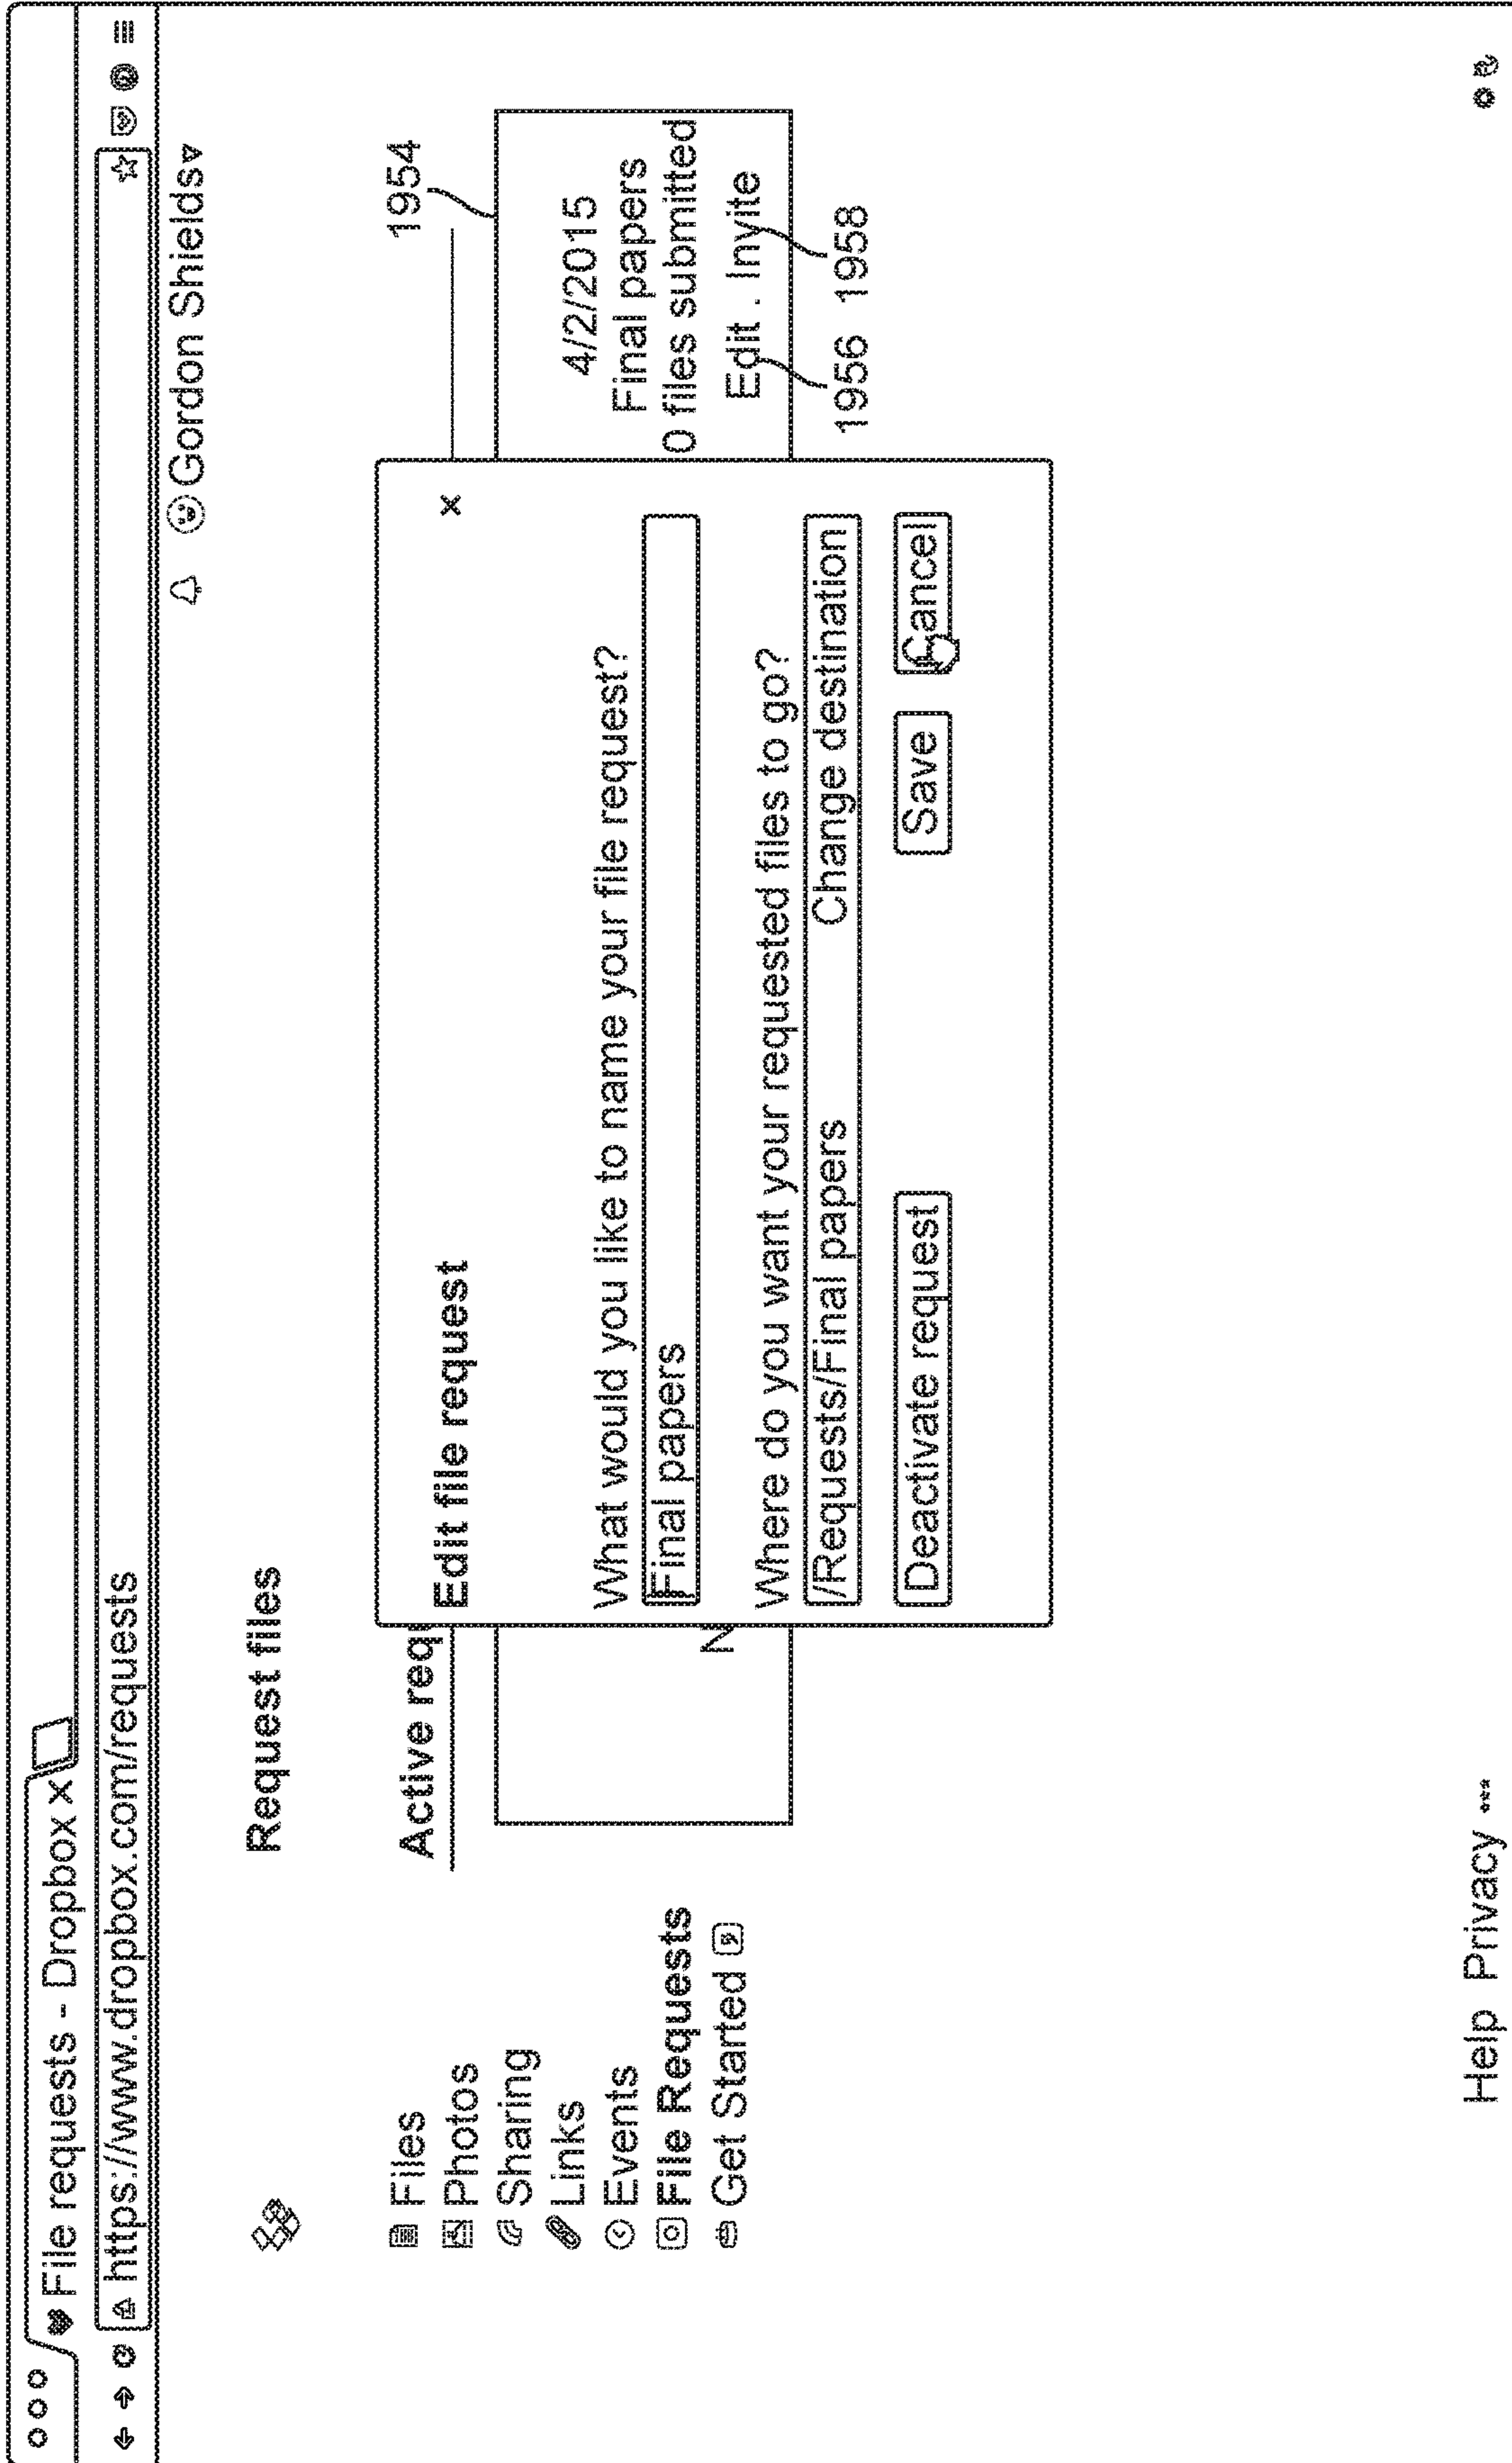 File requests - Dropbox X
https://www.dropbox.com/requests
Gordon Shields
Request files
Files
Photos
Sharing
Links
Events
File Requests
Get Started
Active requ
1954
4/2/2015
Final papers
0 files submitted
Edit . Invite
1956 1958
N
Edit file request
×
What would you like to name your file request?
Final papers
Where do you want your requested files to go?
/Requests/Final papers Change destination
Deactivate request Save Cancel
Help Privacy •••